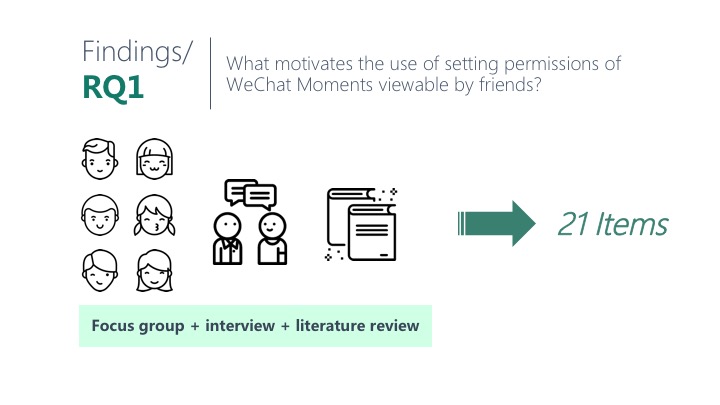 Findings/
RQ1
What motivates the use of setting permissions of
WeChat Moments viewable by friends?
21 Items
Focus group + interview + literature review